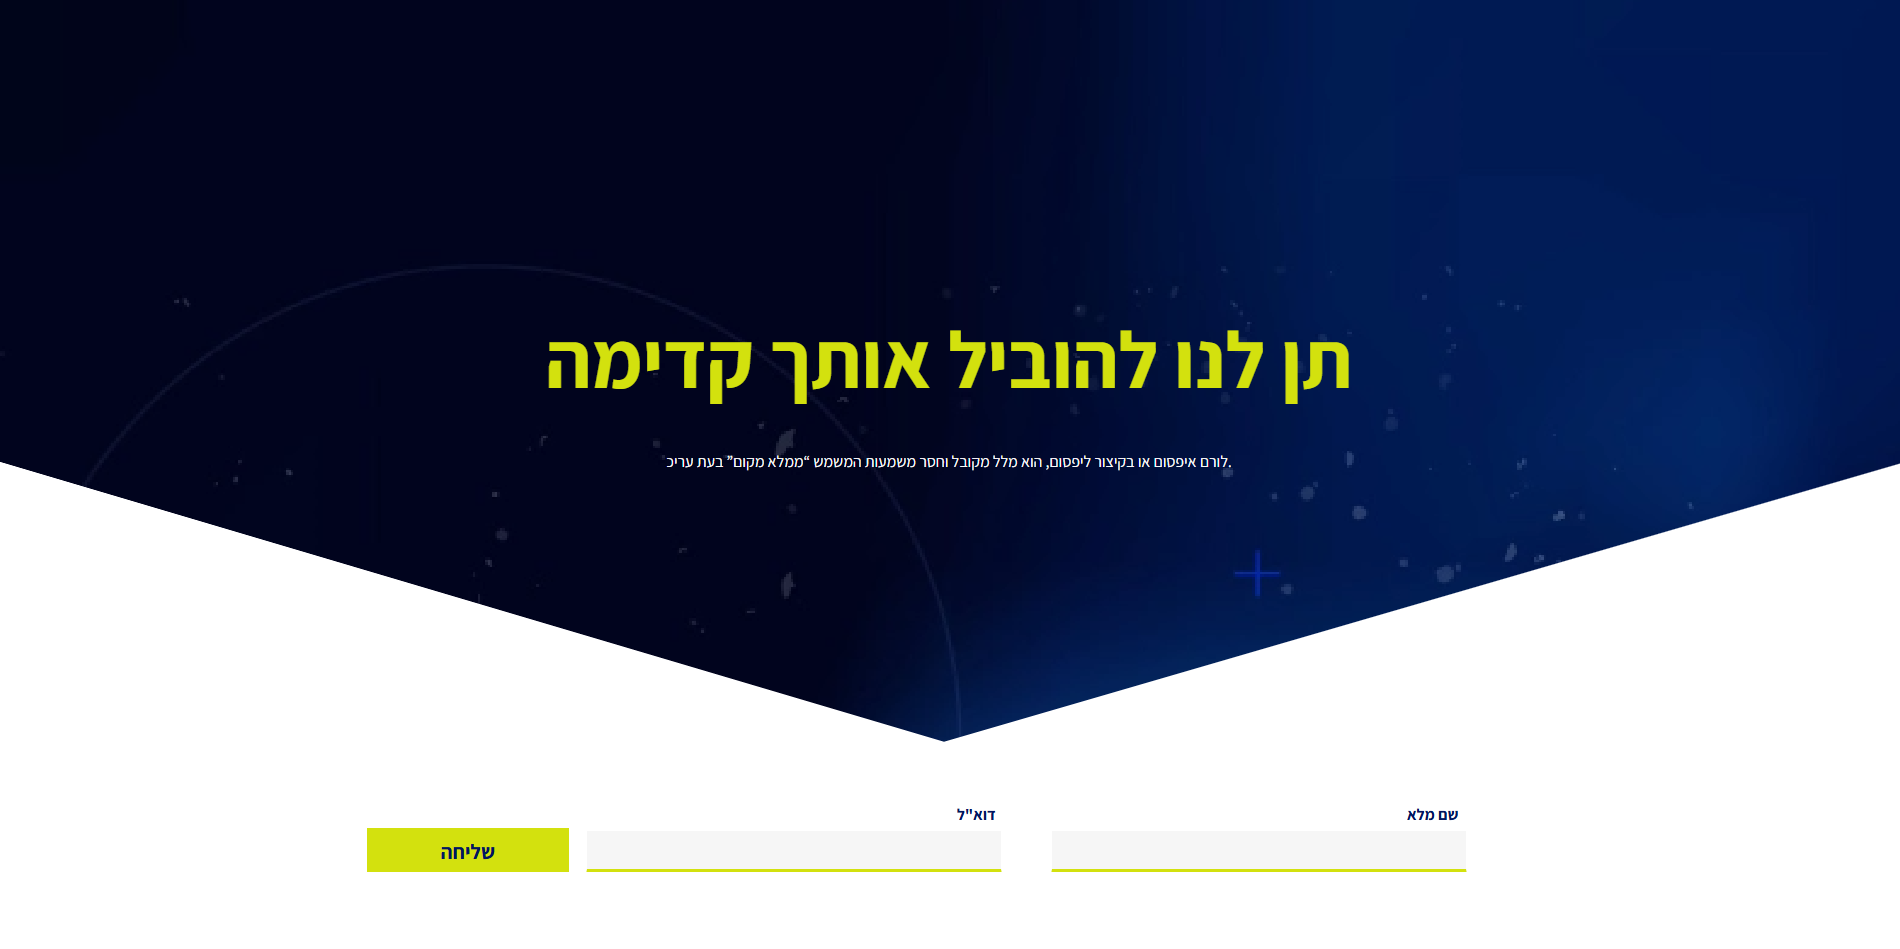 תן לנו להוביל אותך קדימה
לורם איפסום או בקיצור ליפסום, הוא מלל מקובל וחסר משמעות המשמש “ממלא מקום” בעת עריכ.
שם מלא
דוא"ל
שליחה